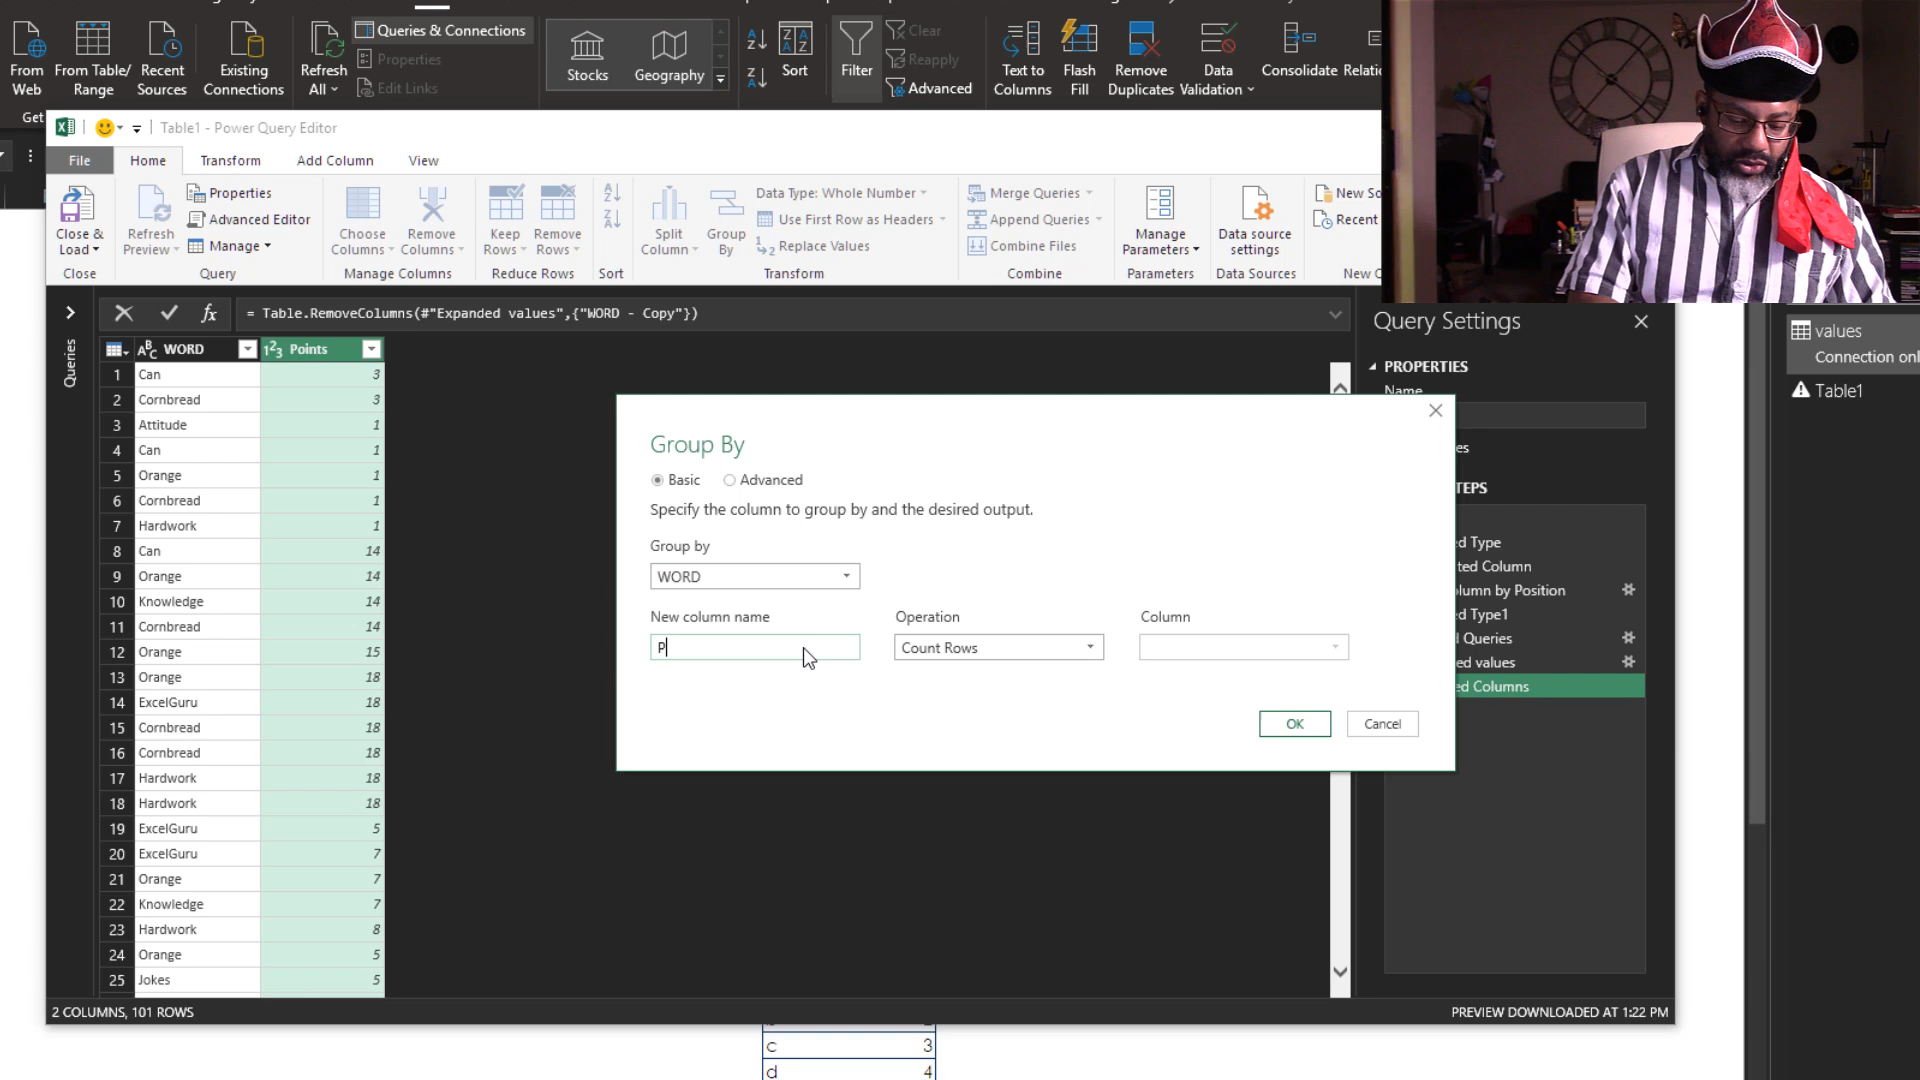 From Web
From Table/ Range
Recent Sources
Existing Connections
Refresh All
Queries & Connections
Properties
Edit Links
Stocks
Geography
Sort
Filter
Clear
Reapply
Advanced
Text to Columns
Flash Fill
Remove Duplicates
Data Validation
Consolidate
Get
Table1 - Power Query Editor
File Home Transform Add Column View
Close & Load
Refresh Preview
Properties
Advanced Editor
Manage
Choose Columns
Remove Columns
Keep Rows
Remove Rows
Split Column
Group By
Data Type: Whole Number
Use First Row as Headers
Replace Values
Merge Queries
Append Queries
Combine Files
Manage Parameters
Data source settings
New So
Recent
Close Query Manage Columns Reduce Rows Sort Transform Combine Parameters Data Sources New C
= Table.RemoveColumns(#"Expanded values",{"WORD - Copy"})
Queries
WORD Points
1 Can 3
2 Cornbread 3
3 Attitude 1
4 Can 1
5 Orange 1
6 Cornbread 1
7 Hardwork 1
8 Can 14
9 Orange 14
10 Knowledge 14
11 Cornbread 14
12 Orange 15
13 Orange 18
14 ExcelGuru 18
15 Cornbread 18
16 Cornbread 18
17 Hardwork 18
18 Hardwork 18
19 ExcelGuru 5
20 ExcelGuru 7
21 Orange 7
22 Knowledge 7
23 Hardwork 8
24 Orange 5
25 Jokes 5
Group By
Basic Advanced
Specify the column to group by and the desired output.
Group by
WORD
New column name Operation Column
P Count Rows
OK Cancel
Query Settings
PROPERTIES
Name
es
TEPS
d Type
ted Column
lumn by Position
d Type1
d Queries
ed values
ed Columns
values
Connection onl
Table1
2 COLUMNS, 101 ROWS
PREVIEW DOWNLOADED AT 1:22 PM
c 3
d 4